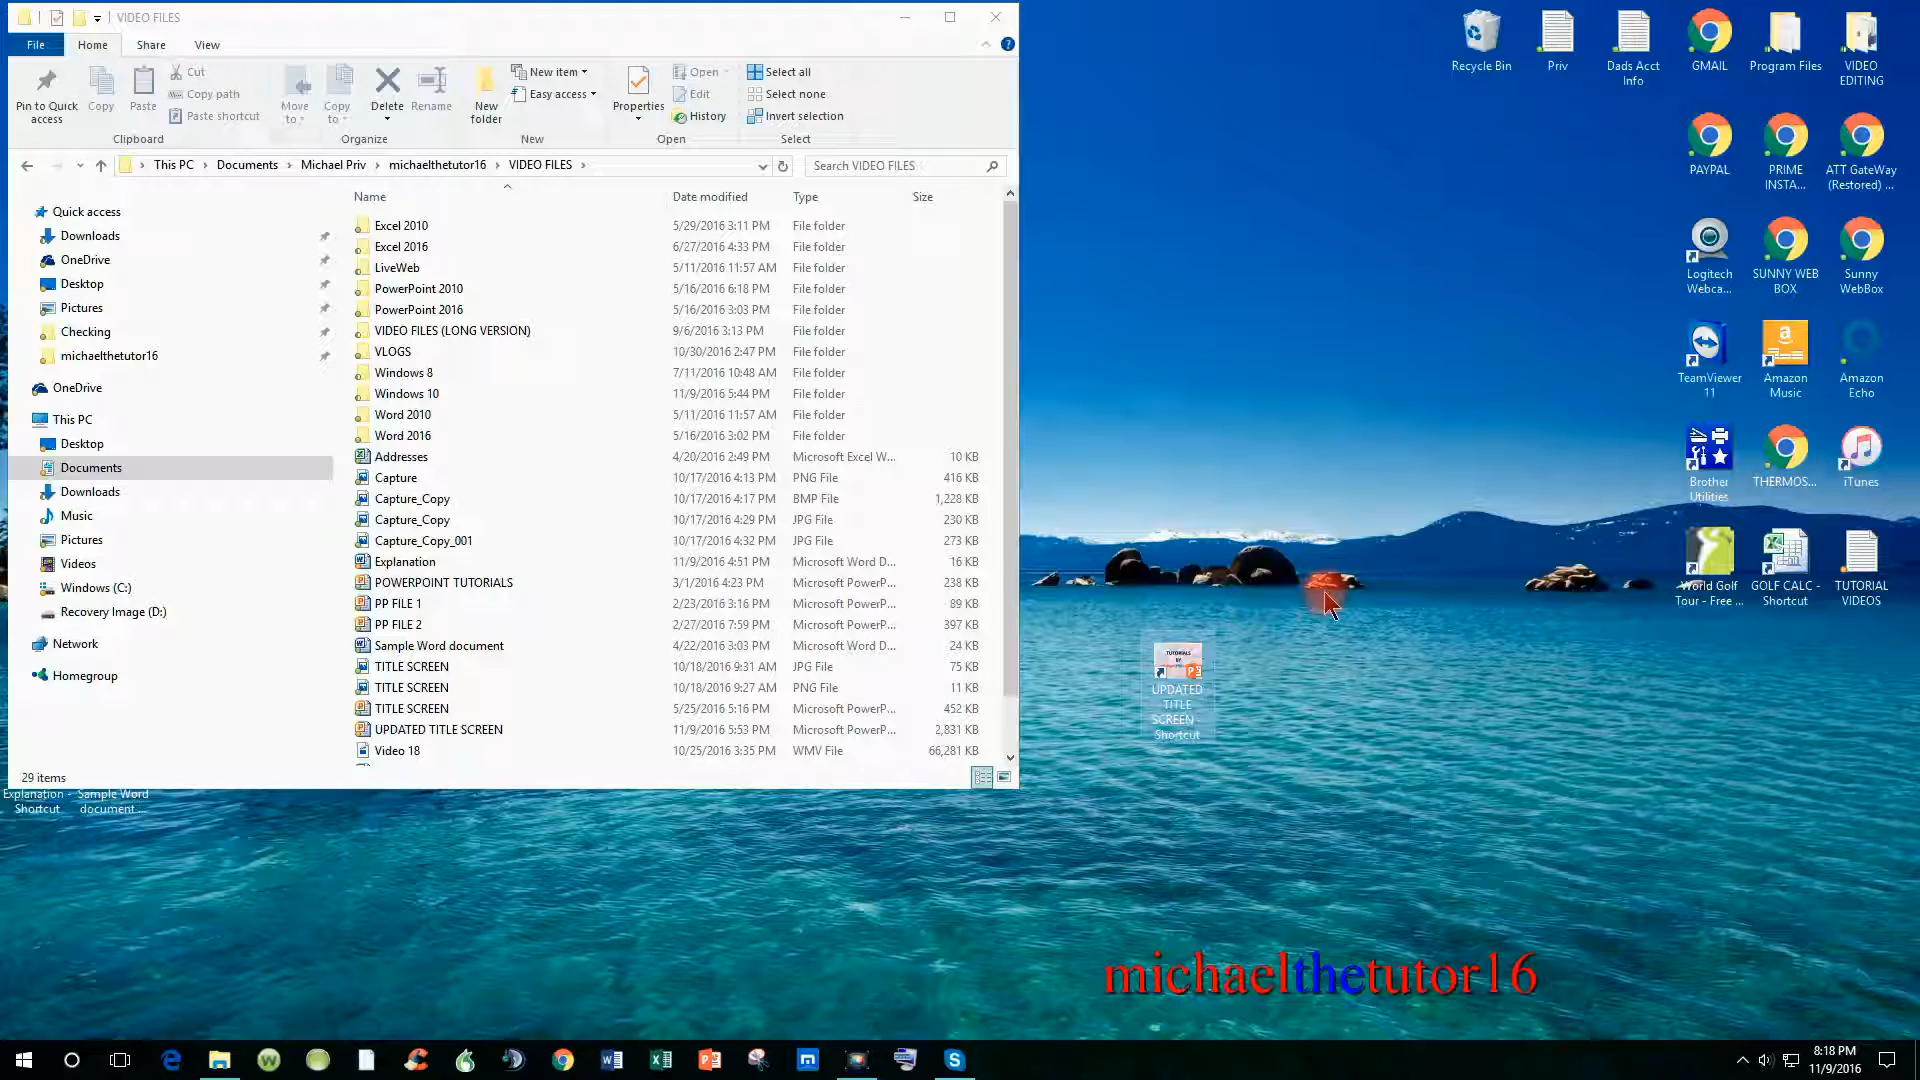 VIDEO FILES
File Home Share View
Pin to Quick access
Copy
Paste
Cut
Copy path
Paste shortcut
Clipboard
Move to
Copy to
Delete
Rename
Organize
New folder
New item
Easy access
New
Properties
Open
Edit
History
Open
Select all
Select none
Invert selection
Select
This PC > Documents > Michael Priv > michaelthetutor16 > VIDEO FILES >
Search VIDEO FILES
Quick access
Downloads
OneDrive
Desktop
Pictures
Checking
michaelthetutor16
OneDrive
This PC
Desktop
Documents
Downloads
Music
Pictures
Videos
Windows (C:)
Recovery Image (D:)
Network
Homegroup
Name Date modified Type Size
Excel 2010 5/29/2016 3:11 PM File folder
Excel 2016 6/27/2016 4:33 PM File folder
LiveWeb 5/11/2016 11:57 AM File folder
PowerPoint 2010 5/16/2016 6:18 PM File folder
PowerPoint 2016 5/16/2016 3:03 PM File folder
VIDEO FILES (LONG VERSION) 9/6/2016 3:13 PM File folder
VLOGS 10/30/2016 2:47 PM File folder
Windows 8 7/11/2016 10:48 AM File folder
Windows 10 11/9/2016 5:44 PM File folder
Word 2010 5/11/2016 11:57 AM File folder
Word 2016 5/16/2016 3:02 PM File folder
Addresses 4/20/2016 2:49 PM Microsoft Excel W... 10 KB
Capture 10/17/2016 4:13 PM PNG File 416 KB
Capture_Copy 10/17/2016 4:17 PM BMP File 1,228 KB
Capture_Copy 10/17/2016 4:29 PM JPG File 230 KB
Capture_Copy_001 10/17/2016 4:32 PM JPG File 273 KB
Explanation 11/9/2016 4:51 PM Microsoft Word D... 16 KB
POWERPOINT TUTORIALS 3/1/2016 4:23 PM Microsoft PowerP... 238 KB
PP FILE 1 2/23/2016 3:16 PM Microsoft PowerP... 89 KB
PP FILE 2 2/27/2016 7:59 PM Microsoft PowerP... 397 KB
Sample Word document 4/22/2016 3:03 PM Microsoft Word D... 24 KB
TITLE SCREEN 10/18/2016 9:31 AM JPG File 75 KB
TITLE SCREEN 10/18/2016 9:27 AM PNG File 11 KB
TITLE SCREEN 5/25/2016 5:16 PM Microsoft PowerP... 452 KB
UPDATED TITLE SCREEN 11/9/2016 5:53 PM Microsoft PowerP... 2,831 KB
Video 18 10/25/2016 3:35 PM WMV File 66,281 KB
29 items
Explanation - Sample Word
Shortcut document ...
Recycle Bin
Priv
Dads Acct
Info
GMAIL
Program Files
VIDEO
EDITING
PAYPAL
PRIME
INSTA...
ATT GateWay
(Restored) ...
Logitech
Webca...
SUNNY WEB
BOX
Sunny
WebBox
TeamViewer
11
Amazon
Music
Amazon
Echo
Brother
Utilities
THERMOS...
iTunes
World Golf
Tour - Free ...
GOLF CALC -
Shortcut
TUTORIAL
VIDEOS
TUTORIALS
BY
UPDATED
TITLE
SCREEN -
Shortcut
michaelthetutor16
8:18 PM
11/9/2016